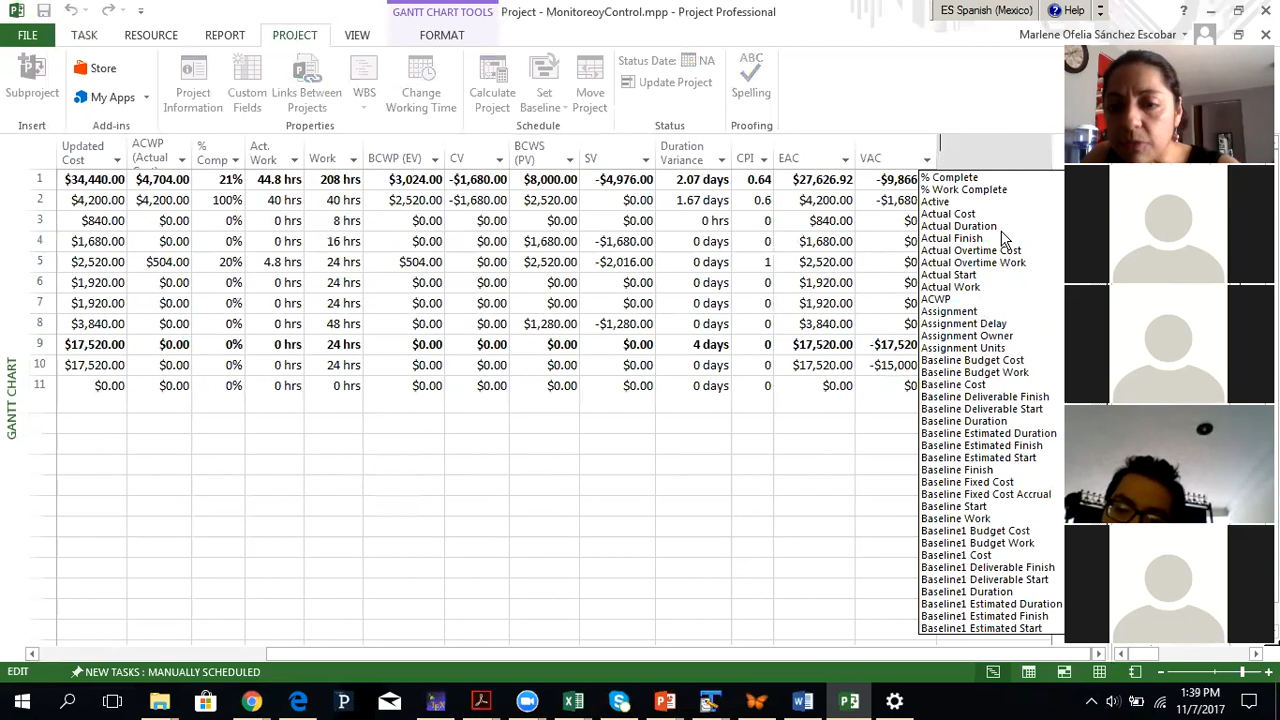 GANTT CHART TOOLS
Project - MonitoreoyControl.mpp - Project Professional
ES Spanish (Mexico)
Help
FILE TASK RESOURCE REPORT PROJECT VIEW FORMAT
Marlene Ofelia Sánchez Escobar
Subproject
Store
My Apps
Project Information
Custom Fields
Links Between Projects
WBS
Change Working Time
Calculate Project
Set Baseline
Move Project
Status Date: NA
Update Project
ABC
Spelling
Insert Add-ins Properties Schedule Status Proofing
Updated Cost ACWP (Actual % Comp Act. Work Work BCWP (EV) CV BCWS (PV) SV Duration Variance CPI EAC VAC
1 $34,440.00 $4,704.00 21% 44.8 hrs 208 hrs $3,024.00 -$1,680.00 $8,000.00 -$4,976.00 2.07 days 0.64 $27,626.92 -$9,866
2 $4,200.00 $4,200.00 100% 40 hrs 40 hrs $2,520.00 -$1,680.00 $2,520.00 $0.00 1.67 days 0.6 $4,200.00 -$1,680
3 $840.00 $0.00 0% 0 hrs 8 hrs $0.00 $0.00 $0.00 $0.00 0 hrs 0 $840.00 $0
4 $1,680.00 $0.00 0% 0 hrs 16 hrs $0.00 $0.00 $1,680.00 -$1,680.00 0 days 0 $1,680.00 $0
5 $2,520.00 $504.00 20% 4.8 hrs 24 hrs $504.00 $0.00 $2,520.00 -$2,016.00 0 days 1 $2,520.00 $0
6 $1,920.00 $0.00 0% 0 hrs 24 hrs $0.00 $0.00 $0.00 $0.00 0 days 0 $1,920.00 $0
7 $1,920.00 $0.00 0% 0 hrs 24 hrs $0.00 $0.00 $0.00 $0.00 0 days 0 $1,920.00 $0
8 $3,840.00 $0.00 0% 0 hrs 48 hrs $0.00 $0.00 $1,280.00 -$1,280.00 0 days 0 $3,840.00 $0
9 $17,520.00 $0.00 0% 0 hrs 24 hrs $0.00 $0.00 $0.00 $0.00 4 days 0 $17,520.00 -$17,520
10 $17,520.00 $0.00 0% 0 hrs 24 hrs $0.00 $0.00 $0.00 $0.00 0 days 0 $17,520.00 -$15,000
11 $0.00 $0.00 0% 0 hrs 0 hrs $0.00 $0.00 $0.00 $0.00 0 days 0 $0.00 $0
% Complete
% Work Complete
Active
Actual Cost
Actual Duration
Actual Finish
Actual Overtime Cost
Actual Overtime Work
Actual Start
Actual Work
ACWP
Assignment
Assignment Delay
Assignment Owner
Assignment Units
Baseline Budget Cost
Baseline Budget Work
Baseline Cost
Baseline Deliverable Finish
Baseline Deliverable Start
Baseline Duration
Baseline Estimated Duration
Baseline Estimated Finish
Baseline Estimated Start
Baseline Finish
Baseline Fixed Cost
Baseline Fixed Cost Accrual
Baseline Start
Baseline Work
Baseline1 Budget Cost
Baseline1 Budget Work
Baseline1 Cost
Baseline1 Deliverable Finish
Baseline1 Deliverable Start
Baseline1 Duration
Baseline1 Estimated Duration
Baseline1 Estimated Finish
Baseline1 Estimated Start
GANTT CHART
EDIT NEW TASKS : MANUALLY SCHEDULED
1:39 PM
11/7/2017